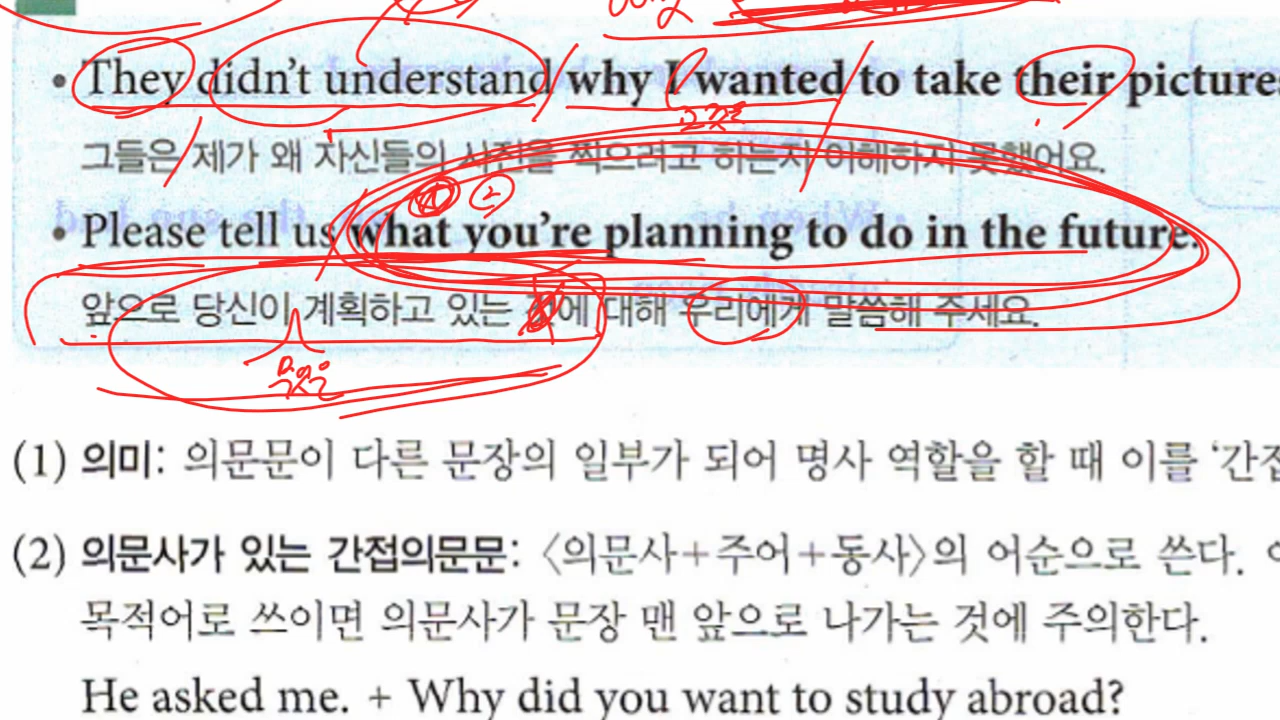 • They didn't understand why I wanted to take their pictures
그들은 제가 왜 자신들의 사진을 찍으려고 하는지 이해하지 못했어요.
• Please tell us what you're planning to do in the future.
앞으로 당신이 계획하고 있는 것에 대해 우리에게 말씀해 주세요.
무엇을
(1) 의미: 의문문이 다른 문장의 일부가 되어 명사 역할을 할 때 이를 ‘간접
(2) 의문사가 있는 간접의문문: 〈의문사+주어+동사〉의 어순으로 쓴다.
목적어로 쓰이면 의문사가 문장 맨 앞으로 나가는 것에 주의한다.
He asked me. + Why did you want to study abroad?